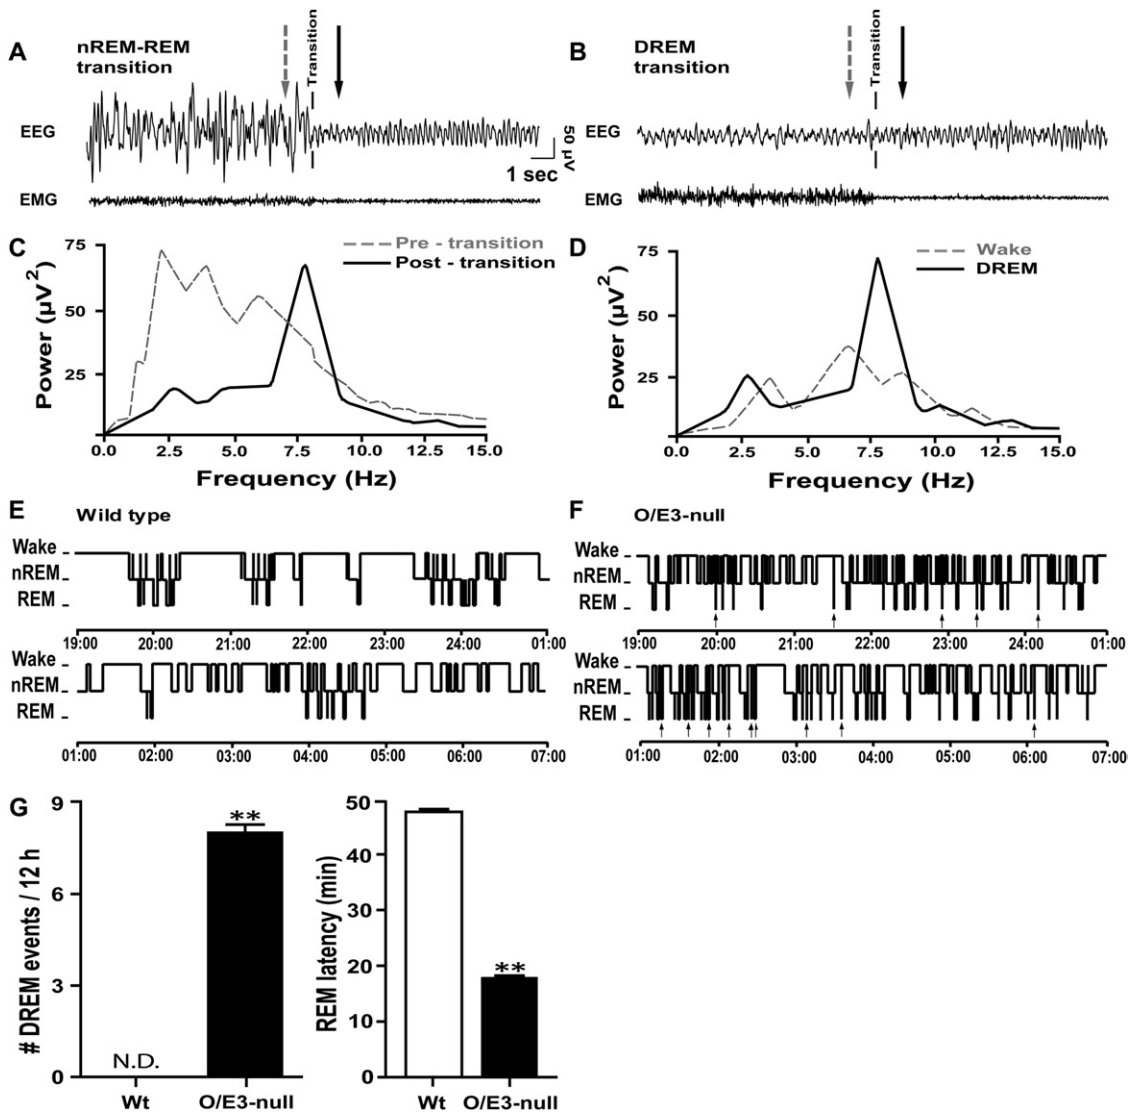 A nREM-REM transition
Transition
EEG
50 µV
1 sec
EMG
B DREM transition
Transition
EEG
EMG
C
Pre - transition
Post - transition
Power (µV2)
75
50
25
0.0 2.5 5.0 7.5 10.0 12.5 15.0
Frequency (Hz)
D
Wake
DREM
Power (µV2)
75
50
25
0.0 2.5 5.0 7.5 10.0 12.5 15.0
Frequency (Hz)
E Wild type
Wake
nREM
REM
19:00 20:00 21:00 22:00 23:00 24:00 01:00
Wake
nREM
REM
01:00 02:00 03:00 04:00 05:00 06:00 07:00
F O/E3-null
Wake
nREM
REM
19:00 20:00 21:00 22:00 23:00 24:00 01:00
Wake
nREM
REM
01:00 02:00 03:00 04:00 05:00 06:00 07:00
G
# DREM events / 12 h
9
6
3
0
N.D.
**
Wt O/E3-null
REM latency (min)
50
40
30
20
10
0
**
Wt O/E3-null